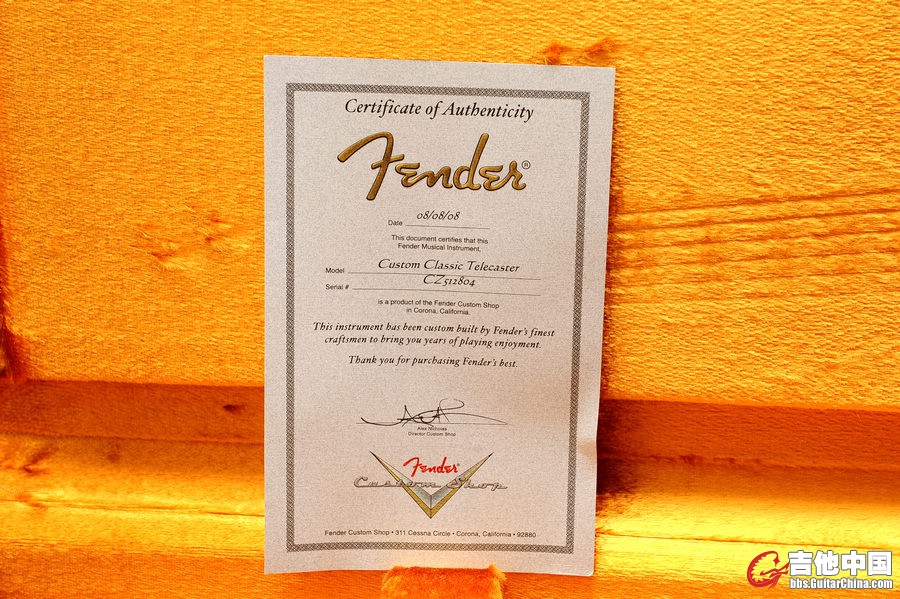 Certificate of Authenticity
Fender®
Date 08/08/08
This document certifies that this
Fender Musical Instrument,
Model Custom Classic Telecaster
Serial # CZ512804
is a product of the Fender Custom Shop
in Corona, California.
This instrument has been custom built by Fender's finest
craftsmen to bring you years of playing enjoyment.
Thank you for purchasing Fender's best.
Alex Nicholas
Director Custom Shop
Fender®
Custom Shop
Fender Custom Shop • 311 Cessna Circle • Corona, California • 92880
吉他中国
bbs.GuitarChina.com